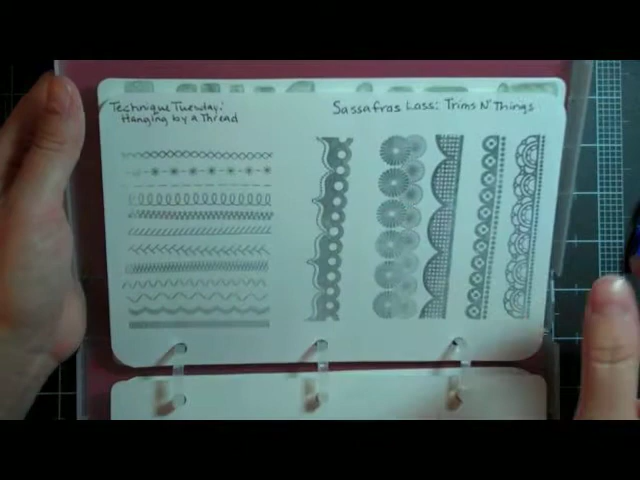 Technique Tuesday:
Hanging by a Thread
Sassafras Lass: Trims N' Things